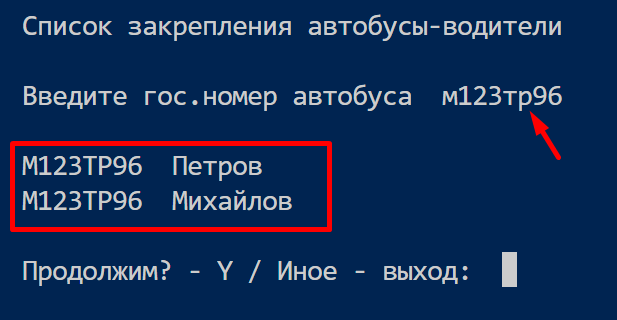 Список закрепления автобусы-водители
Введите гос.номер автобуса  м123тр96
М123ТР96  Петров
М123ТР96  Михайлов
Продолжим? - Y / Иное - выход: